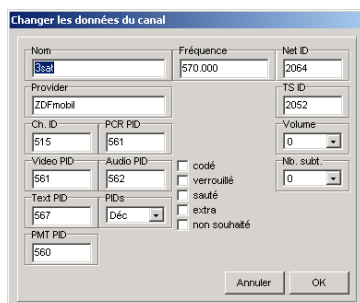 Changer les données du canal
Nom
3sat
Fréquence
570.000
Net ID
2064
Provider
ZDFmobil
TS ID
2052
Ch. ID
515
PCR PID
561
Volume
0
Video PID
561
Audio PID
562
codé
verrouillé
sauté
extra
non souhaité
Nb. subt.
0
Text PID
567
PIDs
Déc
PMT PID
560
Annuler
OK